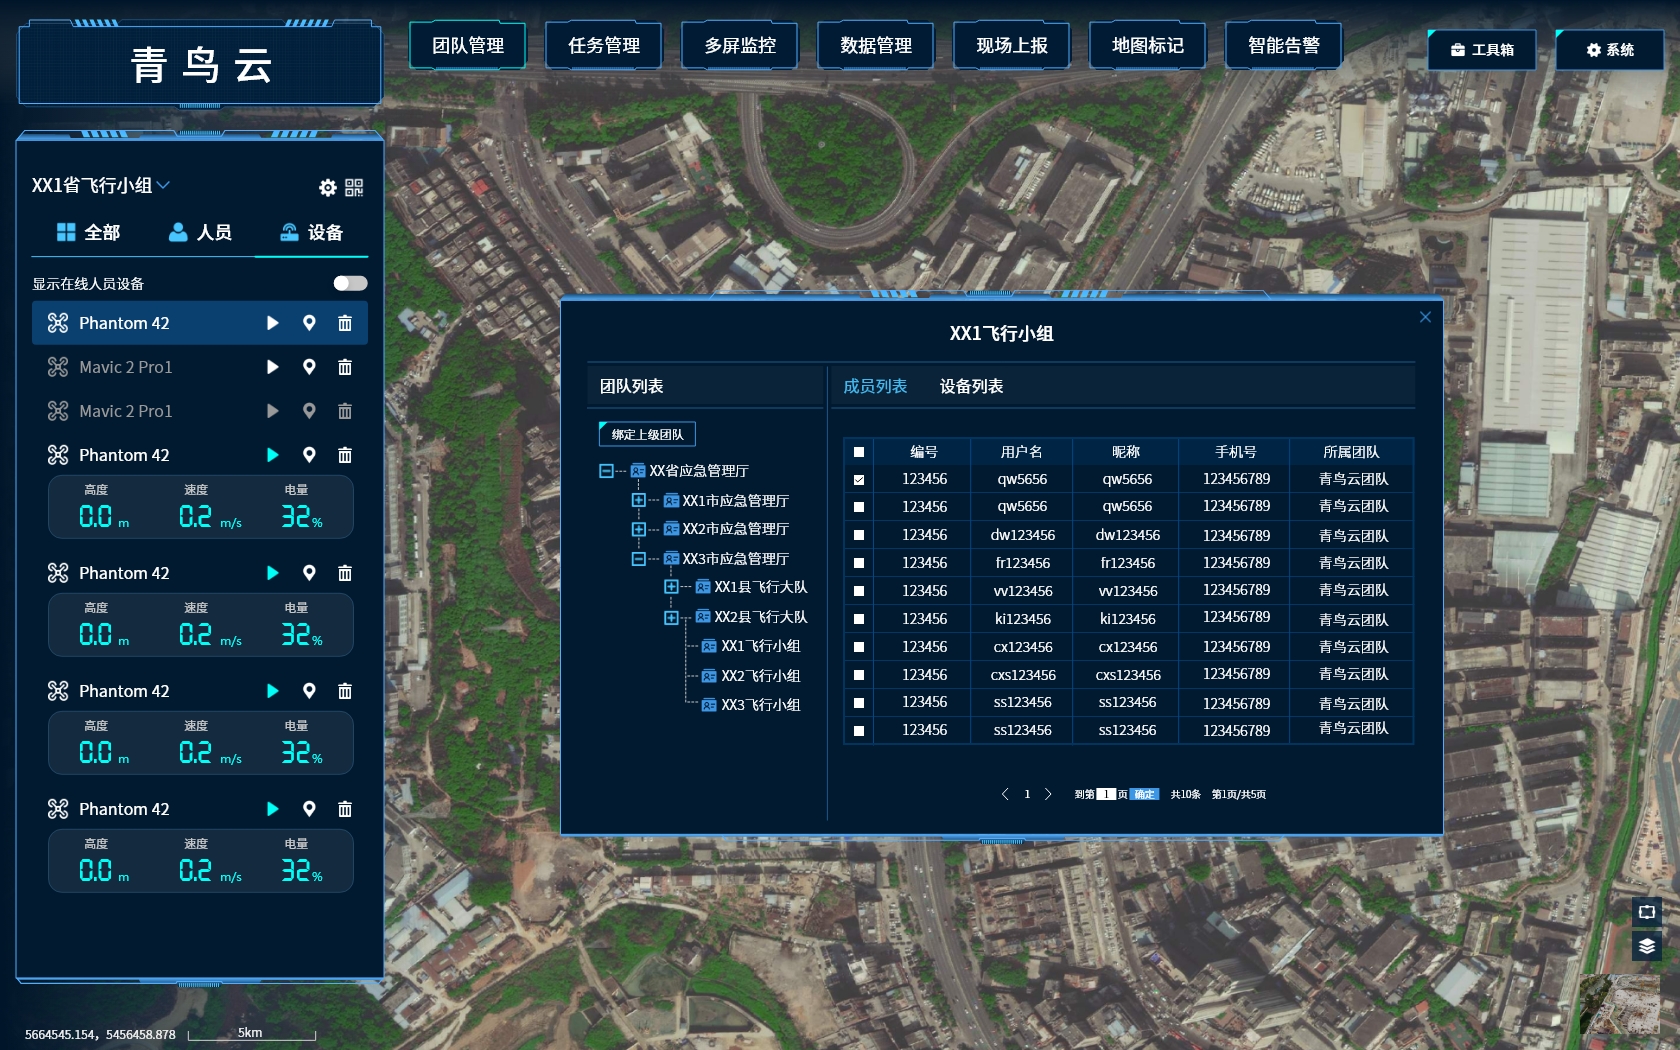 青鸟云
团队管理
任务管理
多屏监控
数据管理
现场上报
地图标记
智能告警
工具箱
系统
XX1省飞行小组
全部
人员
设备
显示在线人员设备
Phantom 42
Mavic 2 Pro1
Mavic 2 Pro1
Phantom 42
高度 速度 电量
0.0 m 0.2 m/s 32%
Phantom 42
高度 速度 电量
0.0 m 0.2 m/s 32%
Phantom 42
高度 速度 电量
0.0 m 0.2 m/s 32%
Phantom 42
高度 速度 电量
0.0 m 0.2 m/s 32%
XX1飞行小组
团队列表
绑定上级团队
XX省应急管理厅
XX1市应急管理厅
XX2市应急管理厅
XX3市应急管理厅
XX1县飞行大队
XX2县飞行大队
XX1飞行小组
XX2飞行小组
XX3飞行小组
成员列表 设备列表
编号 用户名 昵称 手机号 所属团队
123456 qw5656 qw5656 123456789 青鸟云团队
123456 qw5656 qw5656 123456789 青鸟云团队
123456 dw123456 dw123456 123456789 青鸟云团队
123456 fr123456 fr123456 123456789 青鸟云团队
123456 vv123456 vv123456 123456789 青鸟云团队
123456 ki123456 ki123456 123456789 青鸟云团队
123456 cx123456 cx123456 123456789 青鸟云团队
123456 cxs123456 cxs123456 123456789 青鸟云团队
123456 ss123456 ss123456 123456789 青鸟云团队
123456 ss123456 ss123456 123456789 青鸟云团队
1 到第 1 页 确定 共10条 第1页/共5页
5664545.154，5456458.878 5km